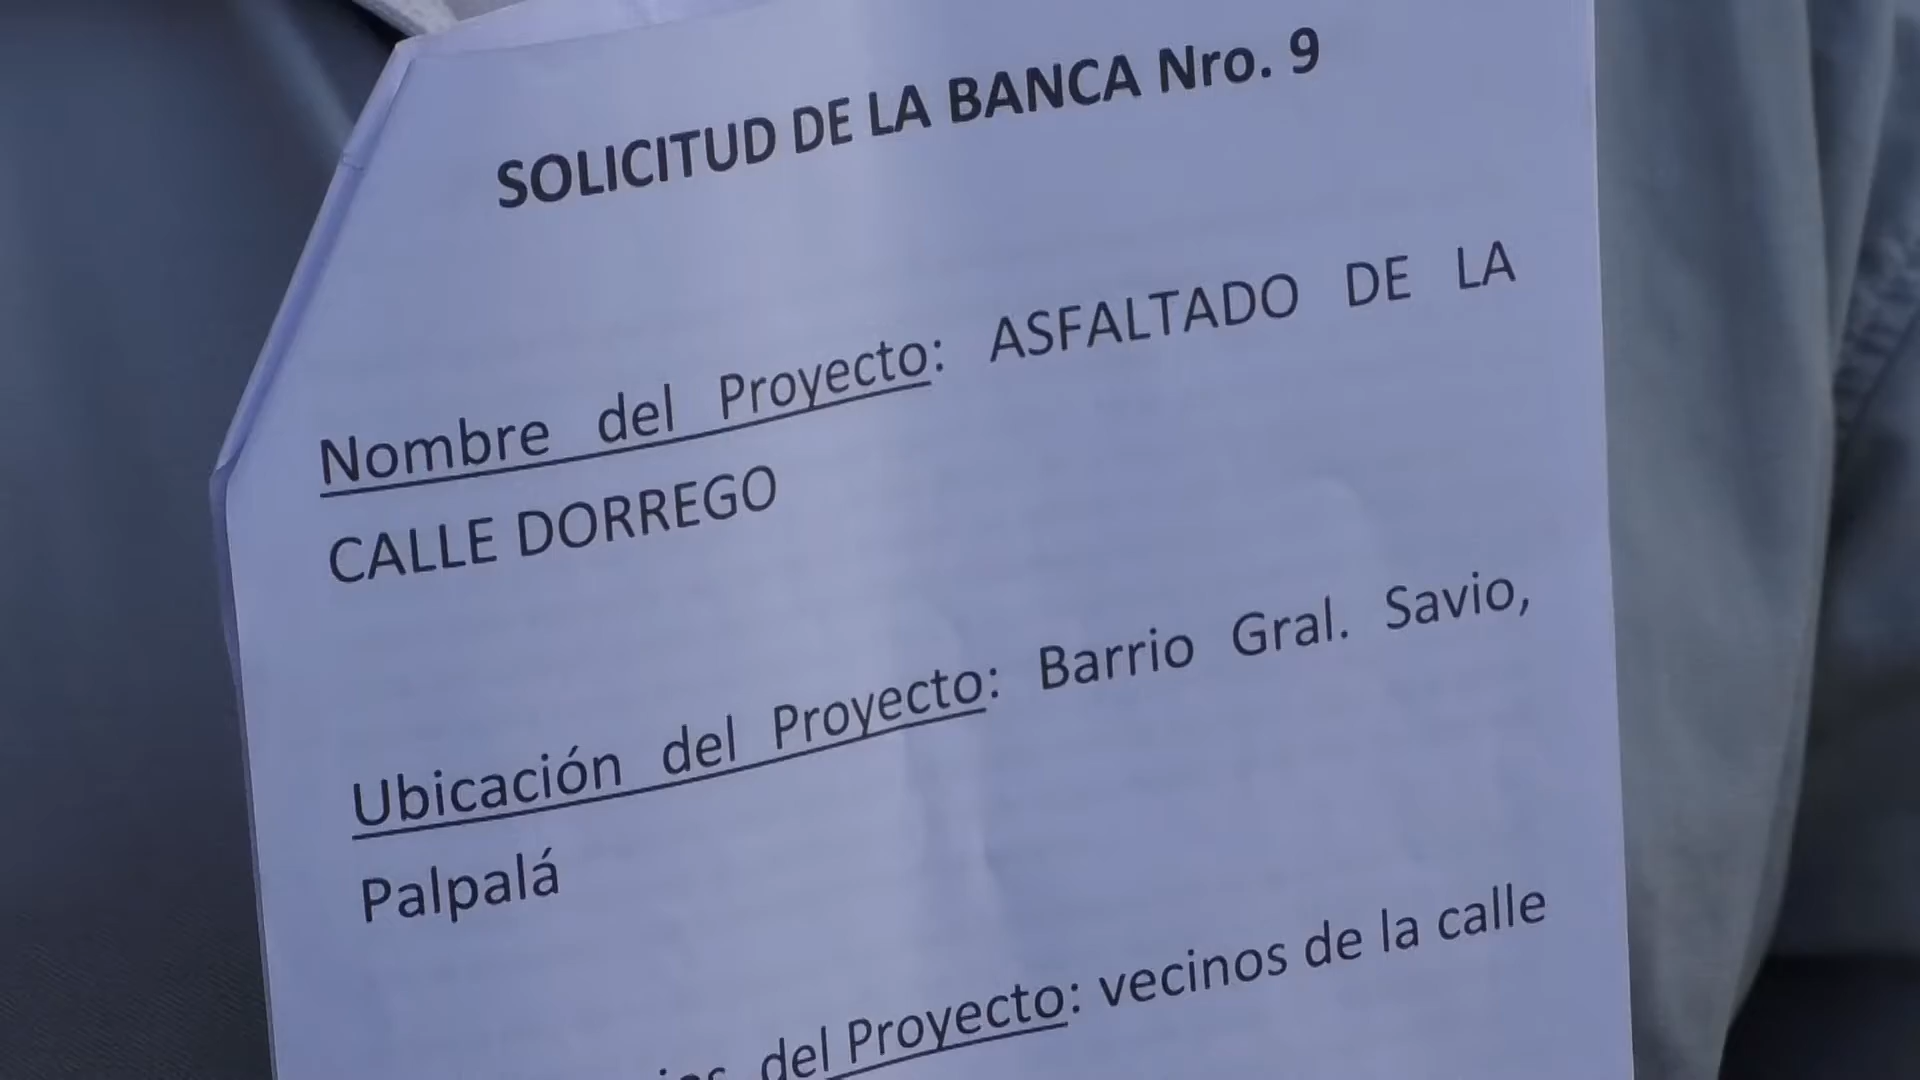 SOLICITUD DE LA BANCA Nro. 9
Nombre del Proyecto: ASFALTADO DE LA
CALLE DORREGO
Ubicación del Proyecto: Barrio Gral. Savio,
Palpalá
del Proyecto: vecinos de la calle